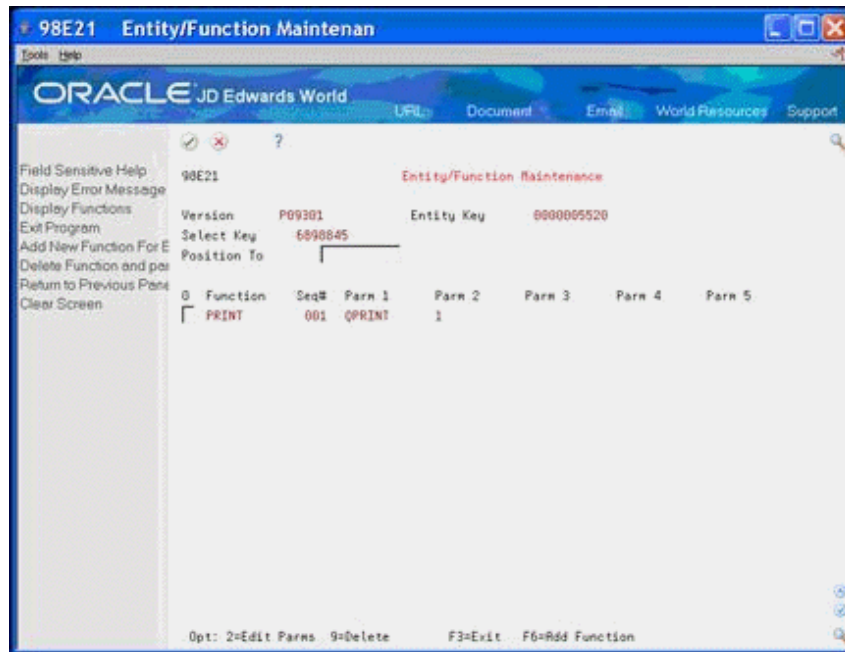 98E21 Entity/Function Maintenan
Tools Help
ORACLE JD Edwards World
URL Document Email World Resources Support
?
Field Sensitive Help
Display Error Message
Display Functions
Exit Program
Add New Function For E
Delete Function and par
Return to Previous Pane
Clear Screen
98E21 Entity/Function Maintenance
Version P09301 Entity Key 0000005520
Select Key 6898845
Position To
O Function Seq# Parm 1 Parm 2 Parm 3 Parm 4 Parm 5
PRINT 001 QPRINT 1
Opt: 2=Edit Parms 9=Delete F3=Exit F6=Add Function